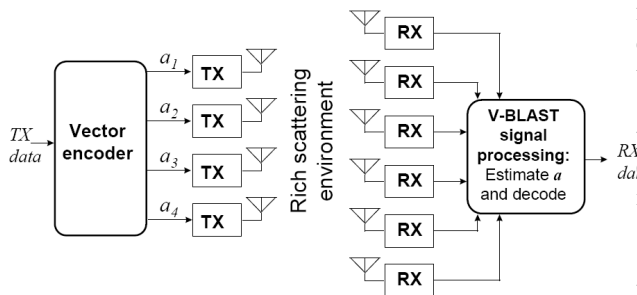 TX
data
Vector
encoder
a1
a2
a3
a4
TX
TX
TX
TX
Rich scattering
environment
RX
RX
RX
RX
RX
RX
V-BLAST
signal
processing:
Estimate a
and decode
RX